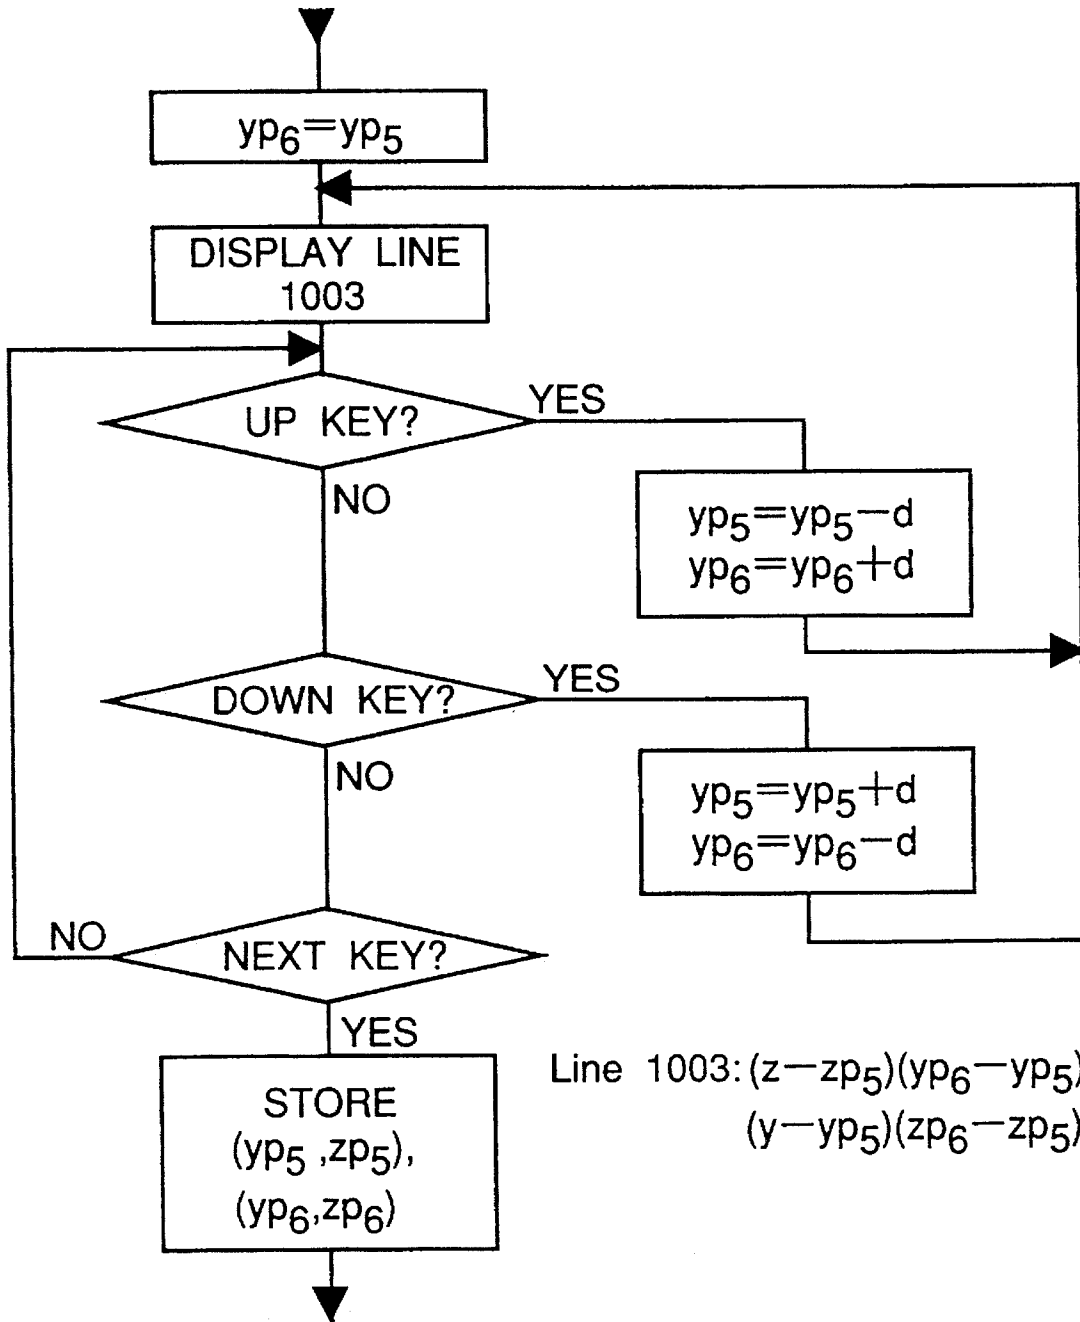 yp6=yp5
DISPLAY LINE
1003
UP KEY?
YES
NO
yp5=yp5−d
yp6=yp6+d
DOWN KEY?
YES
NO
yp5=yp5+d
yp6=yp6−d
NEXT KEY?
NO
YES
STORE
(yp5 ,zp5),
(yp6,zp6)
Line 1003: (z−zp5)(yp6−yp5)
(y−yp5)(zp6−zp5)